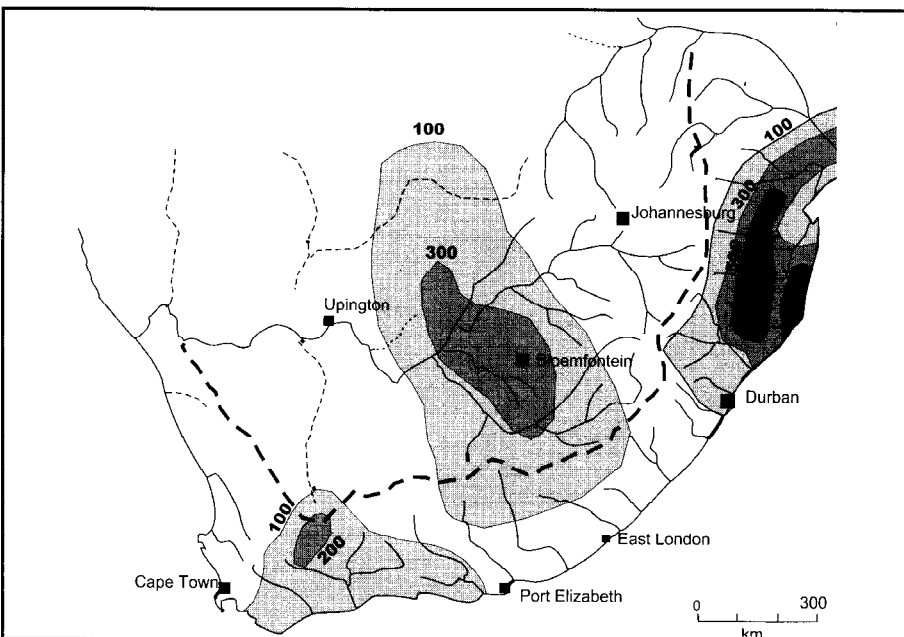 100
100
Johannesburg
300
300
Upington
Bloemfontein
Durban
100
200
East London
Cape Town
Port Elizabeth
0 300
km